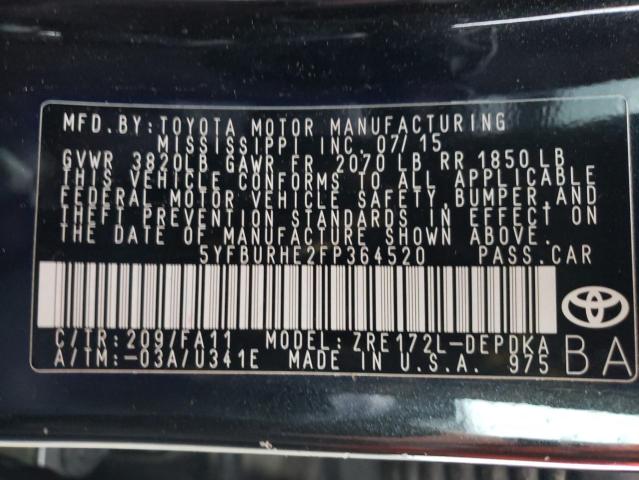 MFD. BY: TOYOTA MOTOR MANUFACTURING
MISSISSIPPI INC. 07/15
GVWR 3820LB GAWR FR 2070 LB RR 1850 LB
THIS VEHICLE CONFORMS TO ALL APPLICABLE
FEDERAL MOTOR VEHICLE SAFETY, BUMPER, AND
THEFT PREVENTION STANDARDS IN EFFECT ON
THE DATE OF MANUFACTURE SHOWN ABOVE.
5YFBURHE2FP364520 PASS. CAR
C/TR: 209/FA11 MODEL: ZRE172L-DEPDKA
A/TM: -03A/U341E MADE IN U.S.A. 975
BA